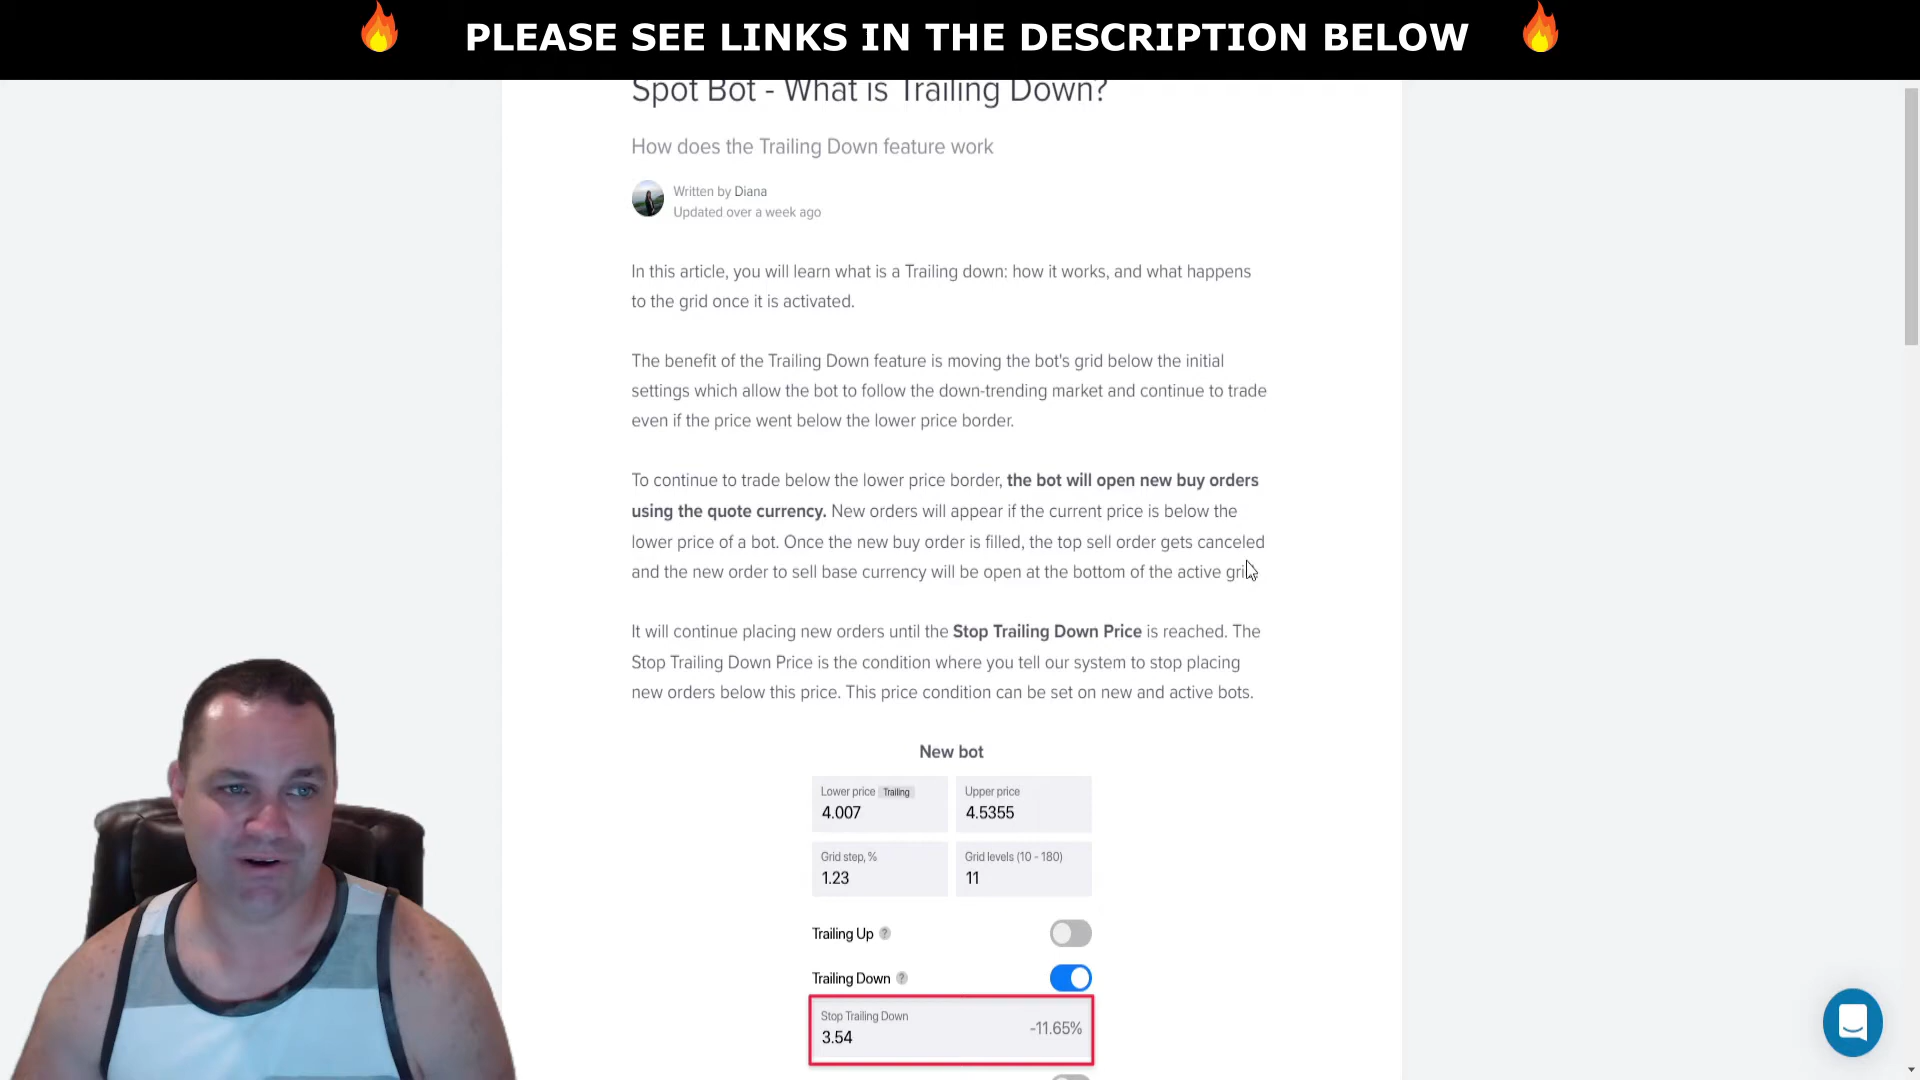 PLEASE SEE LINKS IN THE DESCRIPTION BELOW
Spot Bot - What is Trailing Down?
How does the Trailing Down feature work
Written by Diana
Updated over a week ago
In this article, you will learn what is a Trailing down: how it works, and what happens
to the grid once it is activated.
The benefit of the Trailing Down feature is moving the bot's grid below the initial
settings which allow the bot to follow the down-trending market and continue to trade
even if the price went below the lower price border.
To continue to trade below the lower price border, the bot will open new buy orders
using the quote currency. New orders will appear if the current price is below the
lower price of a bot. Once the new buy order is filled, the top sell order gets canceled
and the new order to sell base currency will be open at the bottom of the active grid
It will continue placing new orders until the Stop Trailing Down Price is reached. The
Stop Trailing Down Price is the condition where you tell our system to stop placing
new orders below this price. This price condition can be set on new and active bots.
New bot
Lower price Trailing
4.007
Upper price
4.5355
Grid step, %
1.23
Grid levels (10 - 180)
11
Trailing Up ?
Trailing Down ?
Stop Trailing Down
3.54
-11.65%